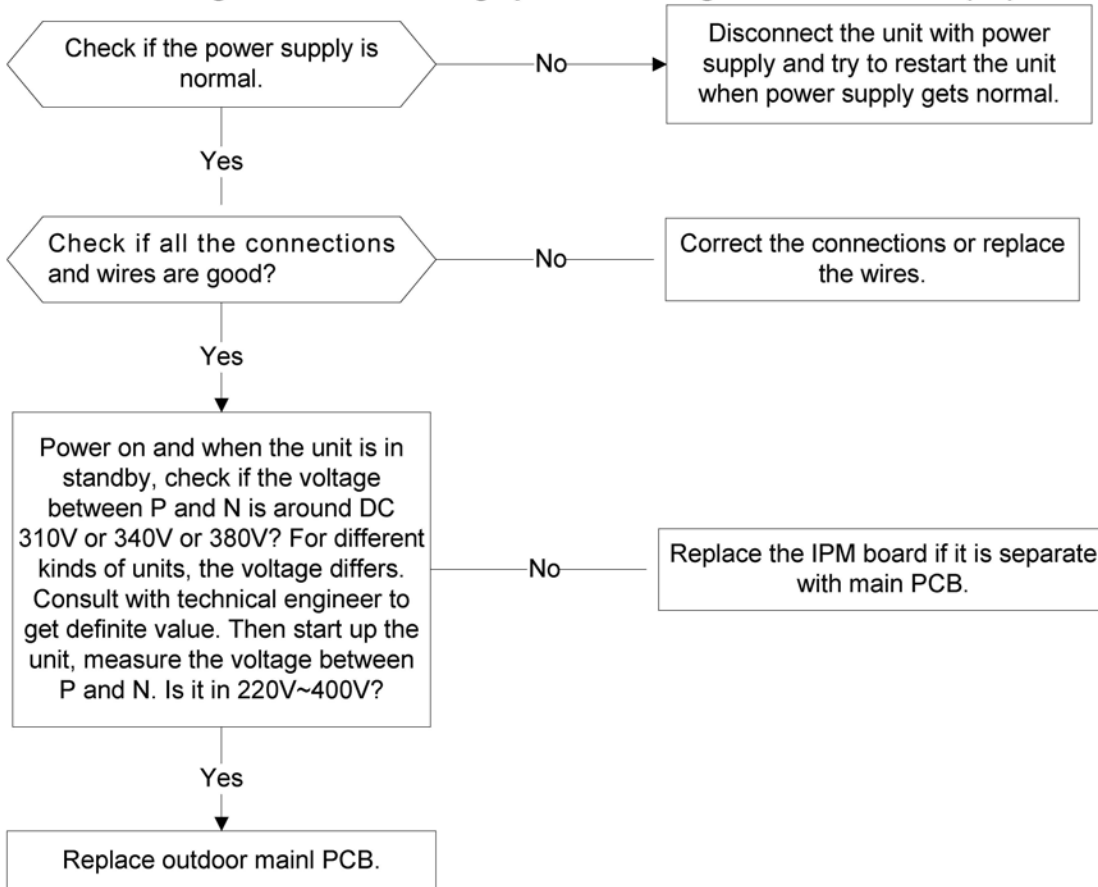 Check if the power supply is
normal.
No
Disconnect the unit with power
supply and try to restart the unit
when power supply gets normal.
Yes
Check if all the connections
and wires are good?
No
Correct the connections or replace
the wires.
Yes
Power on and when the unit is in
standby, check if the voltage
between P and N is around DC
310V or 340V or 380V? For different
kinds of units, the voltage differs.
Consult with technical engineer to
get definite value. Then start up the
unit, measure the voltage between
P and N. Is it in 220V~400V?
No
Replace the IPM board if it is separate
with main PCB.
Yes
Replace outdoor mainl PCB.